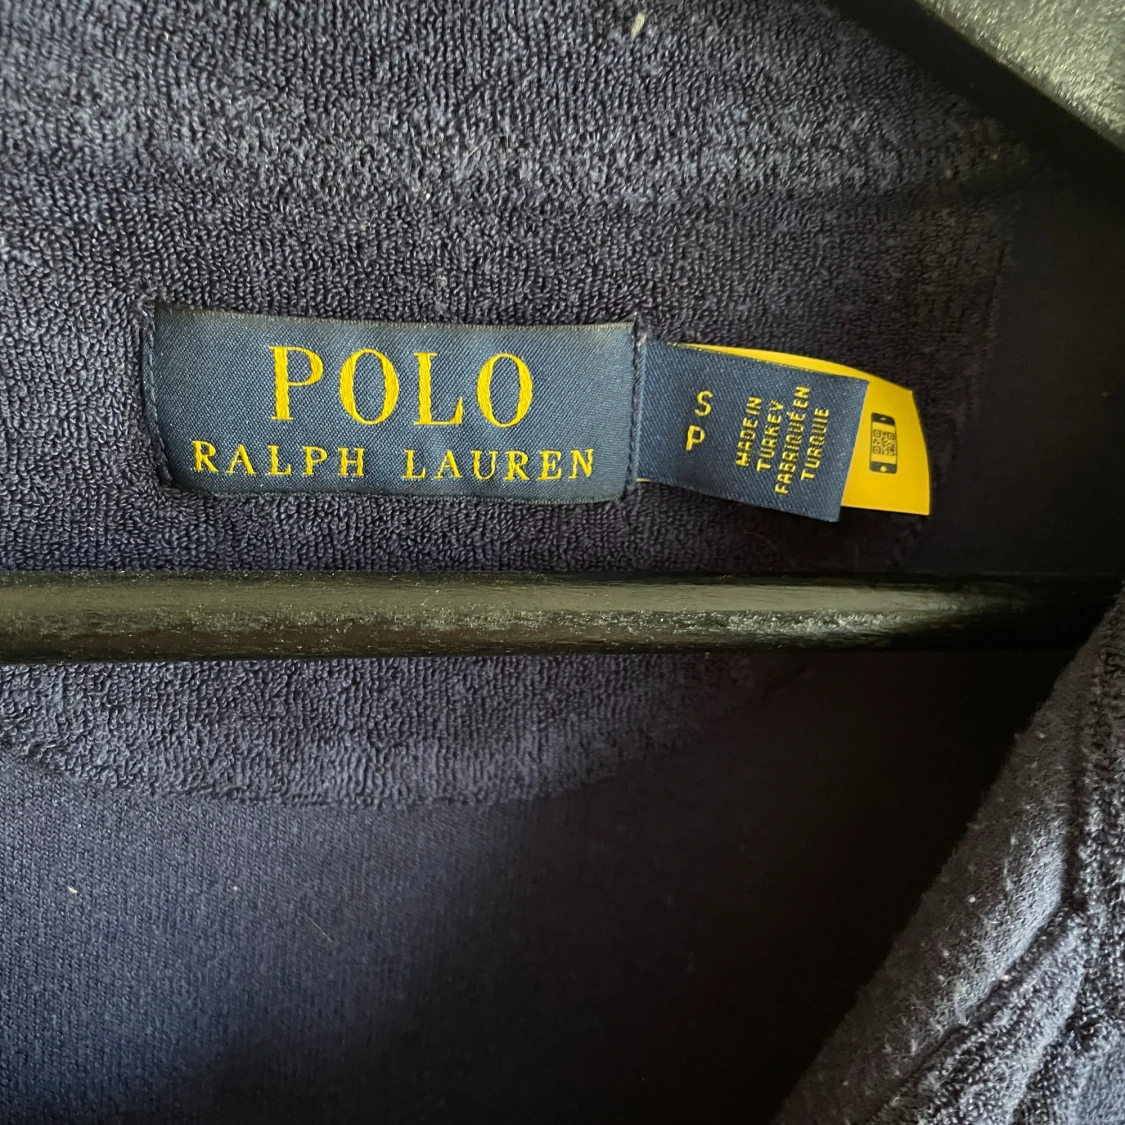 POLO
RALPH LAUREN
S
P
MADE IN
TURKEY
FABRIQUÉ EN
TURQUIE